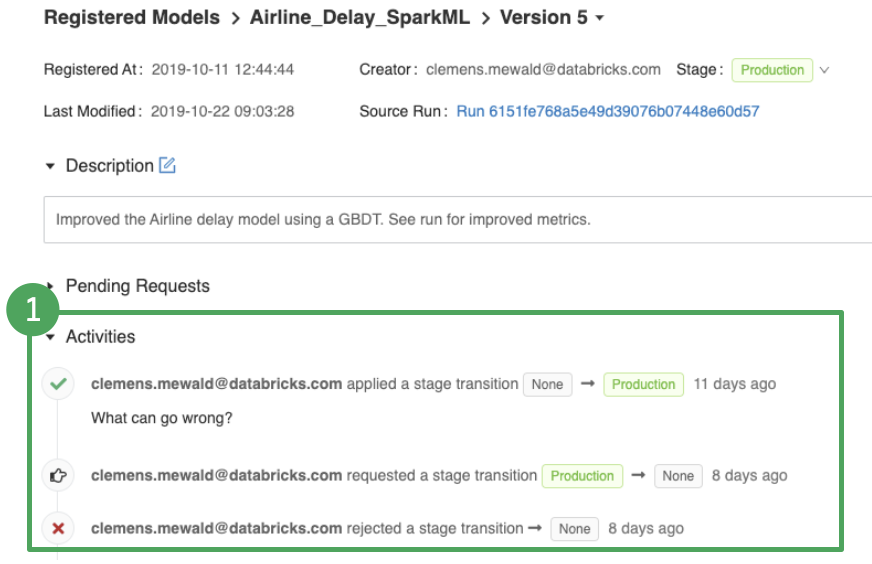 Registered Models > Airline_Delay_SparkML > Version 5
Registered At: 2019-10-11 12:44:44 Creator: clemens.mewald@databricks.com Stage: Production
Last Modified: 2019-10-22 09:03:28 Source Run: Run 6151fe768a5e49d39076b07448e60d57
Description
Improved the Airline delay model using a GBDT. See run for improved metrics.
Pending Requests
1
Activities
clemens.mewald@databricks.com applied a stage transition None → Production 11 days ago
What can go wrong?
clemens.mewald@databricks.com requested a stage transition Production → None 8 days ago
clemens.mewald@databricks.com rejected a stage transition → None 8 days ago